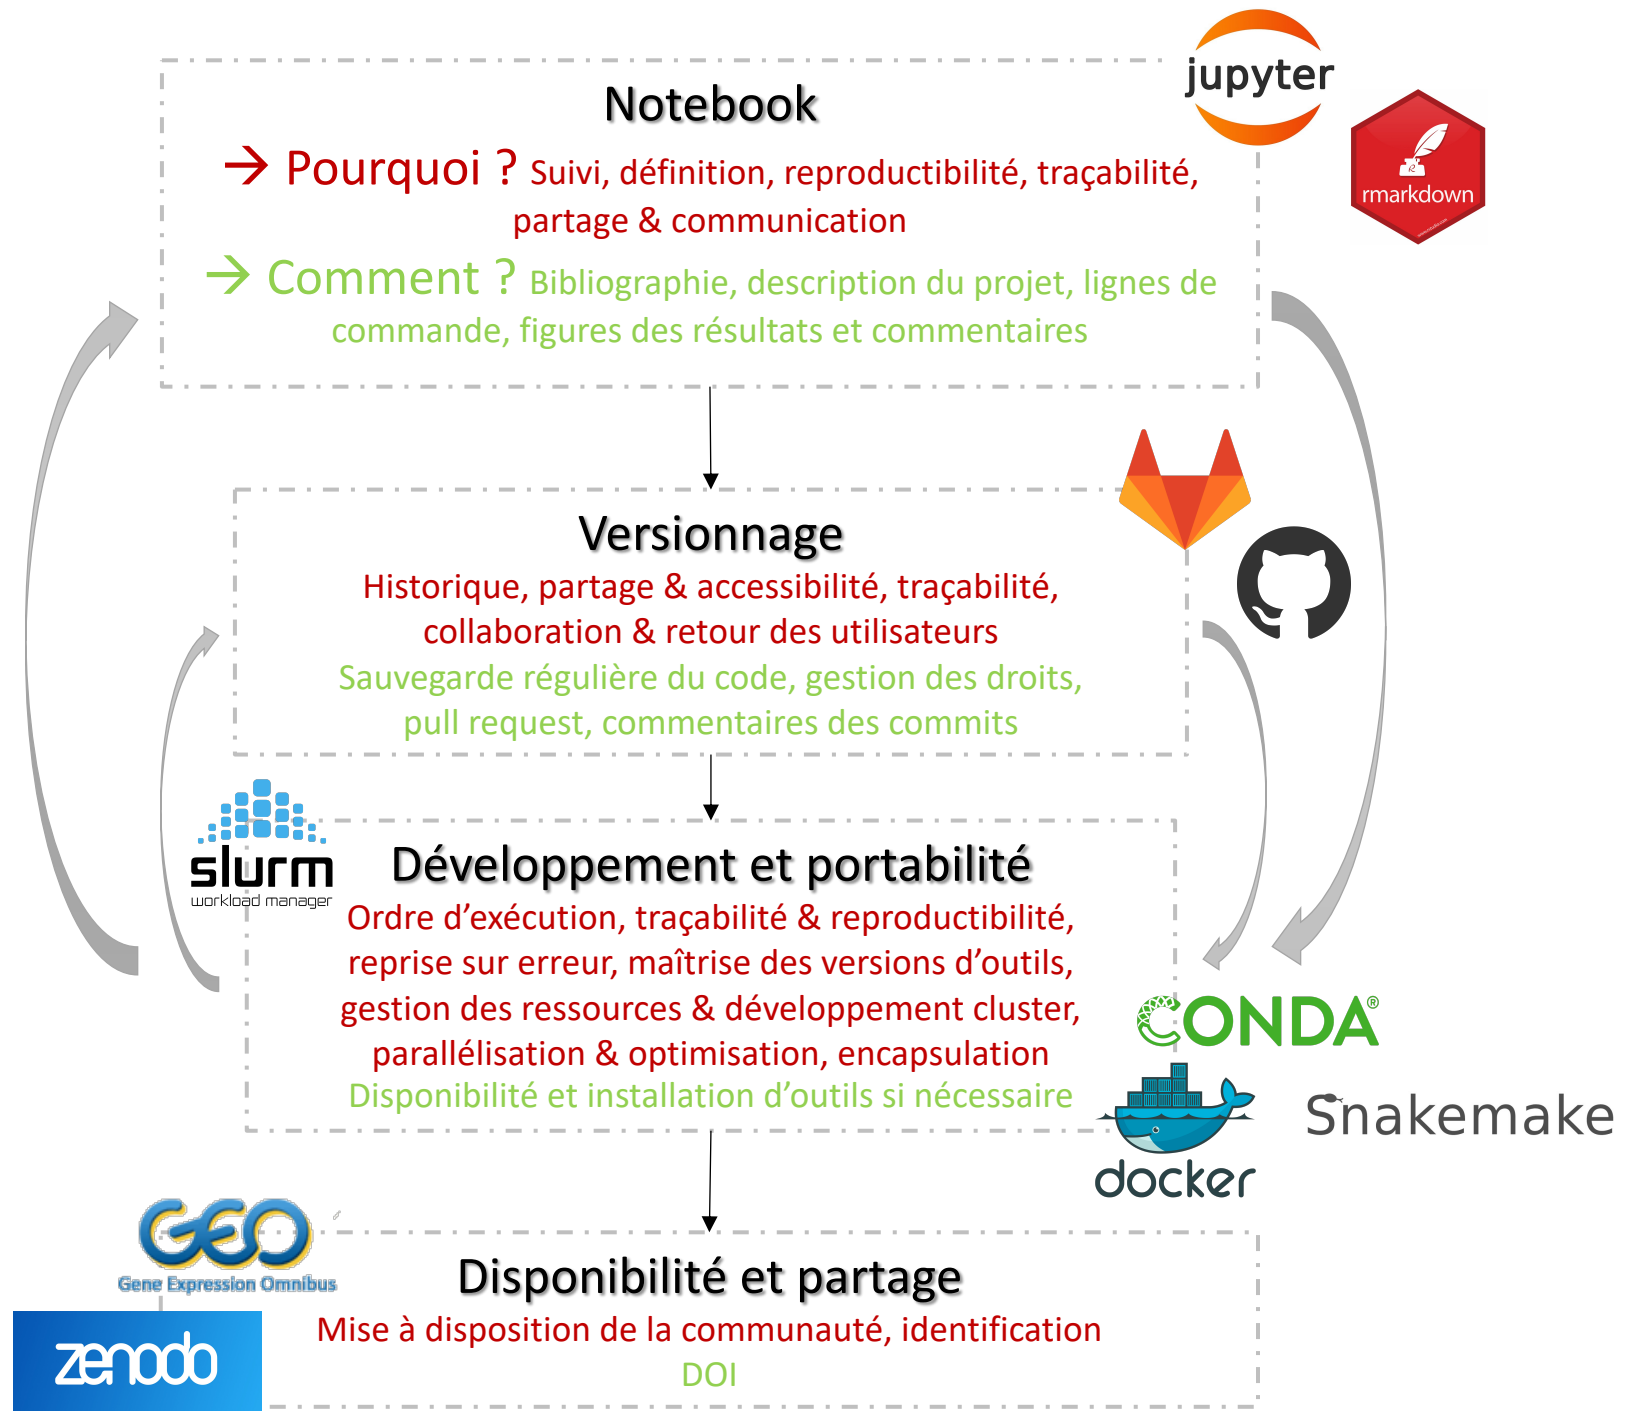 jupyter
Notebook
rmarkdown
→ Pourquoi ? Suivi, définition, reproductibilité, traçabilité,
partage & communication
→ Comment ? Bibliographie, description du projet, lignes de
commande, figures des résultats et commentaires
Versionnage
Historique, partage & accessibilité, traçabilité,
collaboration & retour des utilisateurs
Sauvegarde régulière du code, gestion des droits,
pull request, commentaires des commits
slurm
workload manager
Développement et portabilité
Ordre d’exécution, traçabilité & reproductibilité,
reprise sur erreur, maîtrise des versions d’outils,
gestion des ressources & développement cluster,
parallélisation & optimisation, encapsulation
Disponibilité et installation d’outils si nécessaire
CONDA®
docker
Snakemake
GEO
Gene Expression Omnibus
zenodo
Disponibilité et partage
Mise à disposition de la communauté, identification
DOI